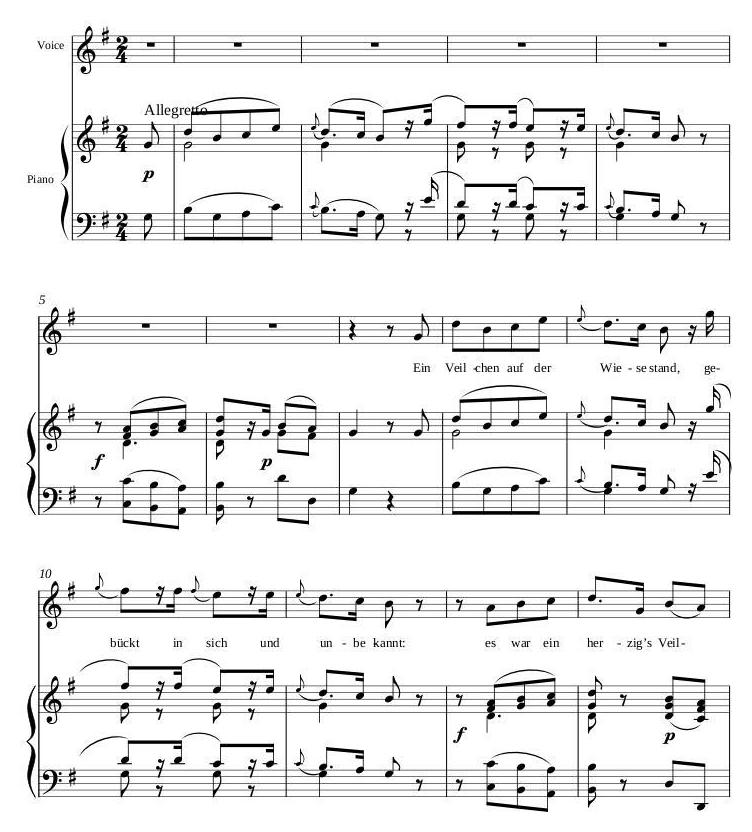 Voice
Allegretto
p
Piano
5
Ein Veil - chen auf der Wie - se stand, ge-
f p
10
bückt in sich und un - be kannt: es war ein her - zig's Veil-
f p